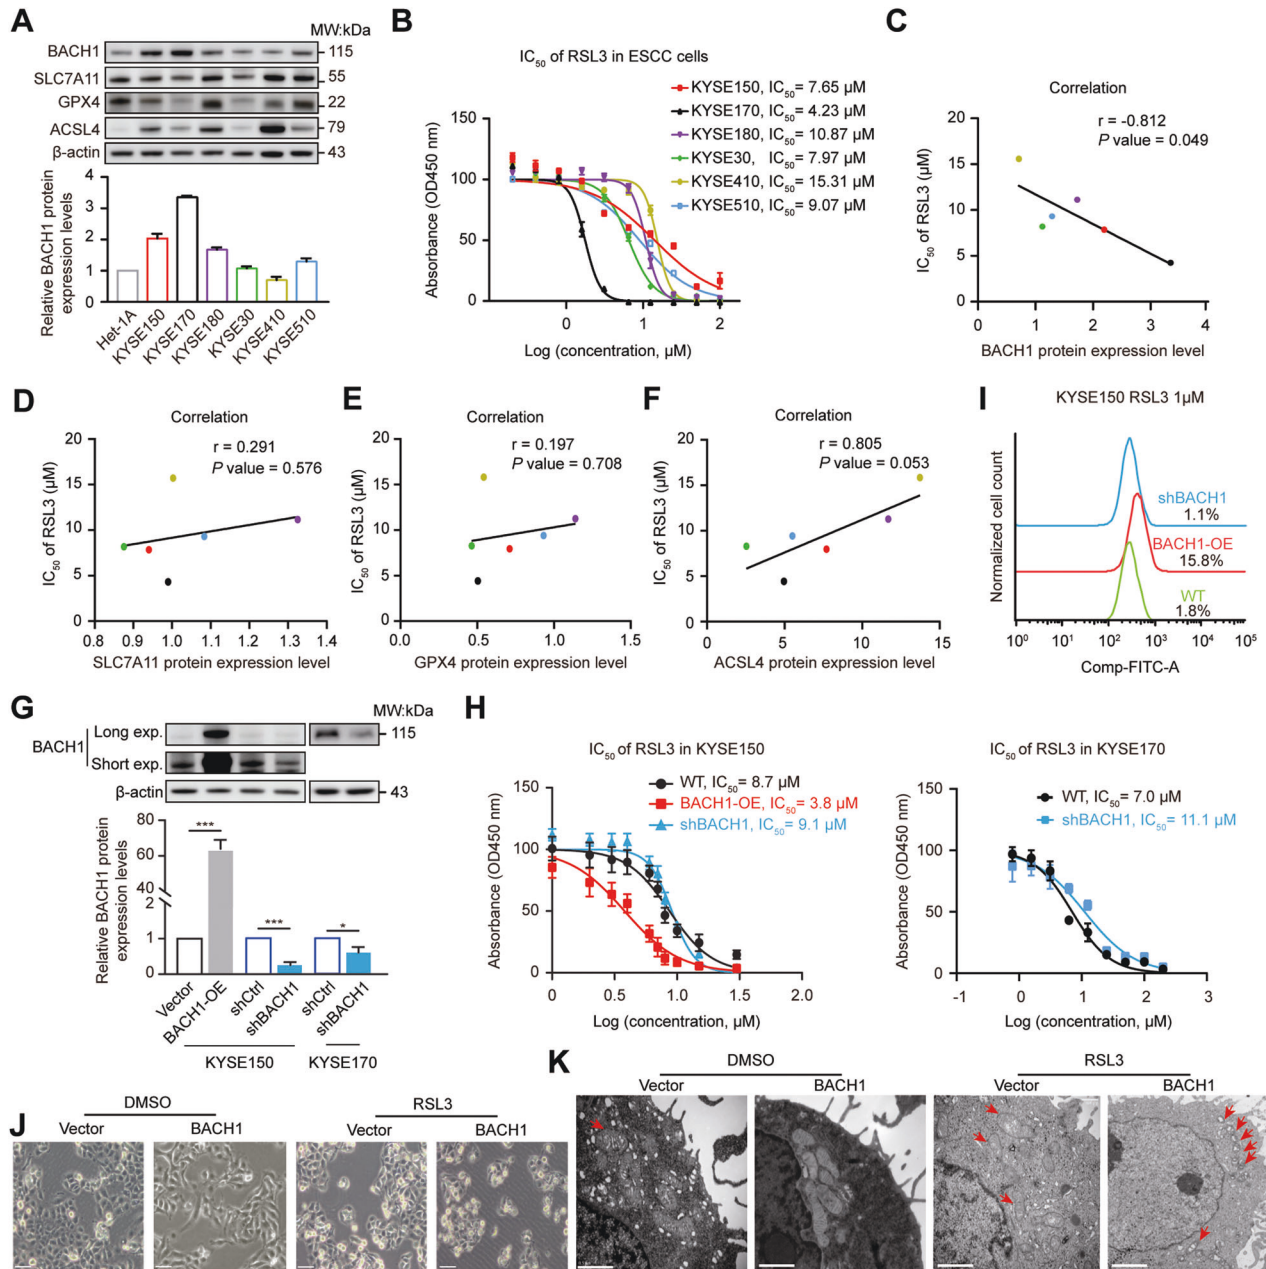 A
MW:kDa
BACH1
115
SLC7A11
55
GPX4
22
ACSL4
79
β-actin
43
Relative BACH1 protein
expression levels
4
3
2
1
0
Het-1A
KYSE150
KYSE170
KYSE180
KYSE30
KYSE410
KYSE510
B
IC50 of RSL3 in ESCC cells
KYSE150, IC50= 7.65 µM
KYSE170, IC50= 4.23 µM
KYSE180, IC50= 10.87 µM
KYSE30, IC50= 7.97 µM
KYSE410, IC50= 15.31 µM
KYSE510, IC50= 9.07 µM
Absorbance (OD450 nm)
150
100
50
0
0 1 2
Log (concentration, µM)
C
Correlation
r = -0.812
P value = 0.049
IC50 of RSL3 (µM)
20
15
10
5
0
0 1 2 3 4
BACH1 protein expression level
D
Correlation
r = 0.291
P value = 0.576
IC50 of RSL3 (µM)
20
15
10
5
0
0.8 1.0 1.2 1.4
SLC7A11 protein expression level
E
Correlation
r = 0.197
P value = 0.708
IC50 of RSL3 (µM)
20
15
10
5
0
0.0 0.5 1.0 1.5
GPX4 protein expression level
F
Correlation
r = 0.805
P value = 0.053
IC50 of RSL3 (µM)
20
15
10
5
0
0 5 10 15
ACSL4 protein expression level
I
KYSE150 RSL3 1µM
Normalized cell count
shBACH1
1.1%
BACH1-OE
15.8%
WT
1.8%
10^0 10^1 10^2 10^3 10^4 10^5
Comp-FITC-A
G
MW:kDa
BACH1
Long exp.
115
Short exp.
β-actin
43
Relative BACH1 protein
expression levels
80
60
40
2
1
0
***
***
*
Vector
BACH1-OE
shCtrl
shBACH1
shCtrl
shBACH1
KYSE150
KYSE170
H
IC50 of RSL3 in KYSE150
WT, IC50= 8.7 µM
BACH1-OE, IC50= 3.8 µM
shBACH1, IC50= 9.1 µM
Absorbance (OD450 nm)
150
100
50
0
0 0.5 1.0 1.5 2.0
Log (concentration, µM)
IC50 of RSL3 in KYSE170
WT, IC50= 7.0 µM
shBACH1, IC50= 11.1 µM
Absorbance (OD450 nm)
150
100
50
0
-1 0 1 2 3
Log (concentration, µM)
J
DMSO
RSL3
Vector
BACH1
Vector
BACH1
K
DMSO
RSL3
Vector
BACH1
Vector
BACH1